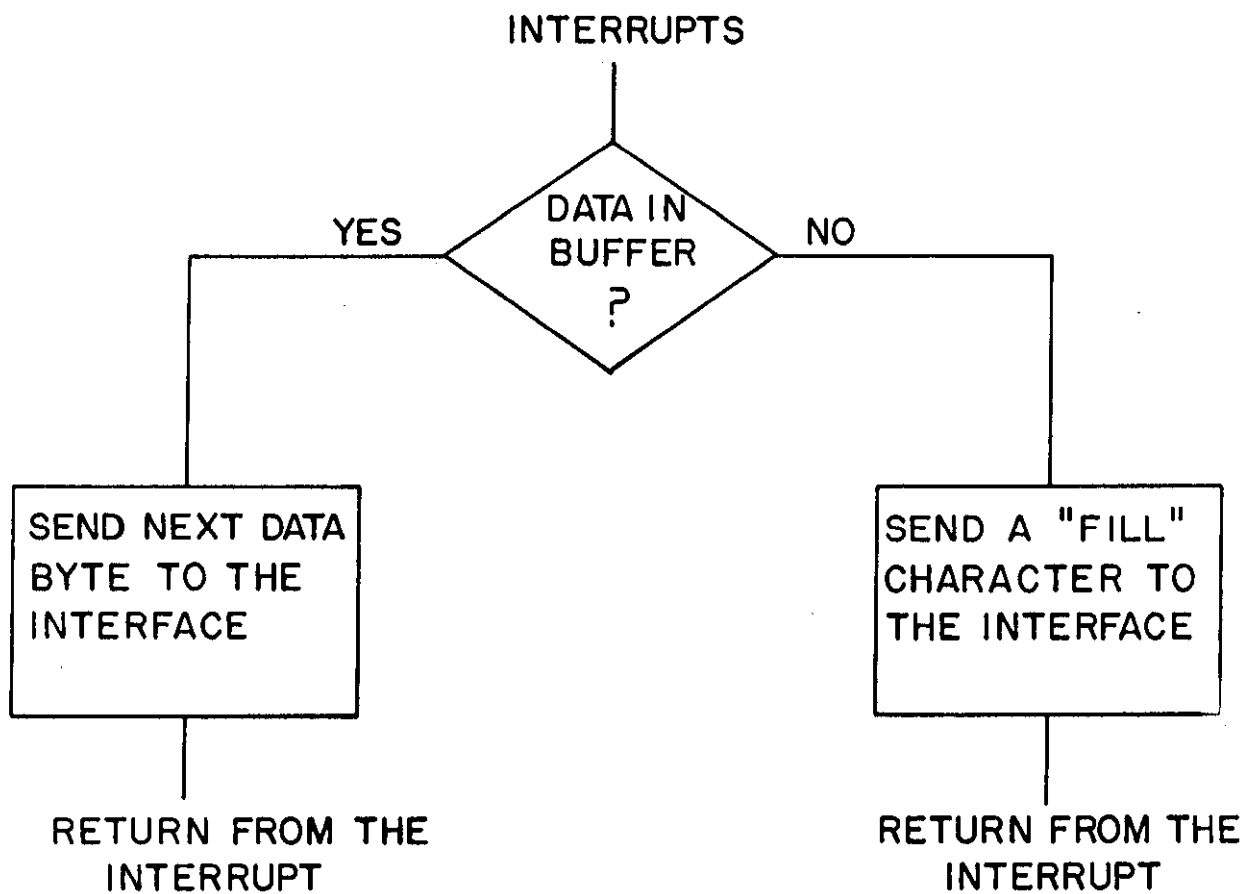 INTERRUPTS
DATA IN
BUFFER
?
YES
NO
SEND NEXT DATA
BYTE TO THE
INTERFACE
SEND A "FILL"
CHARACTER TO
THE INTERFACE
RETURN FROM THE
INTERRUPT
RETURN FROM THE
INTERRUPT